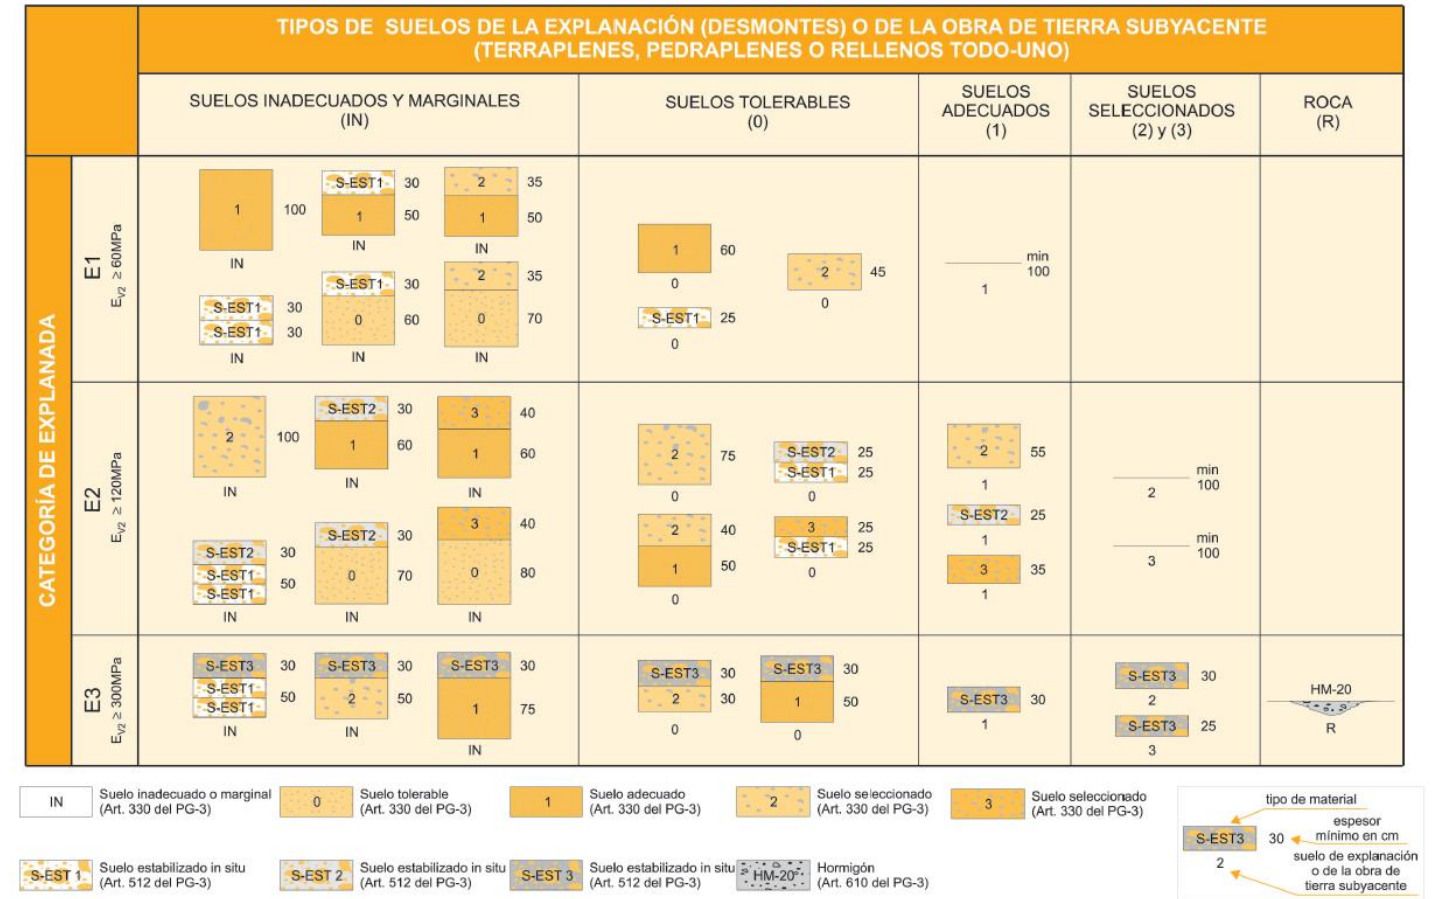 TIPOS DE SUELOS DE LA EXPLANACIÓN (DESMONTES) O DE LA OBRA DE TIERRA SUBYACENTE
(TERRAPLENES, PEDRAPLENES O RELLENOS TODO-UNO)
SUELOS INADECUADOS Y MARGINALES
(IN)
SUELOS TOLERABLES
(0)
SUELOS
ADECUADOS
(1)
SUELOS
SELECCIONADOS
(2) y (3)
ROCA
(R)
CATEGORÍA DE EXPLANADA
E1
EV2 ≥ 60MPa
1
100
IN
S-EST1
30
1
50
IN
2
35
1
50
IN
S-EST1
30
S-EST1
30
IN
S-EST1
30
0
60
IN
2
35
0
70
IN
1
60
0
2
45
0
S-EST1
25
0
min
100
1
E2
EV2 ≥ 120MPa
2
100
IN
S-EST2
30
1
60
IN
3
40
1
60
IN
S-EST2
30
S-EST1
50
S-EST1
IN
S-EST2
30
0
70
IN
3
40
0
80
IN
2
75
0
S-EST2
25
S-EST1
25
0
2
40
1
50
0
3
25
S-EST1
25
0
2
55
1
S-EST2
25
1
3
35
1
min
100
2
min
100
3
E3
EV2 ≥ 300MPa
S-EST3
30
S-EST1
50
S-EST1
IN
S-EST3
30
2
50
IN
S-EST3
30
1
75
IN
S-EST3
30
2
30
0
S-EST3
30
1
50
0
S-EST3
30
1
S-EST3
30
2
S-EST3
25
3
HM-20
R
IN
Suelo inadecuado o marginal
(Art. 330 del PG-3)
0
Suelo tolerable
(Art. 330 del PG-3)
1
Suelo adecuado
(Art. 330 del PG-3)
2
Suelo seleccionado
(Art. 330 del PG-3)
3
Suelo seleccionado
(Art. 330 del PG-3)
S-EST 1
Suelo estabilizado in situ
(Art. 512 del PG-3)
S-EST 2
Suelo estabilizado in situ
(Art. 512 del PG-3)
S-EST 3
Suelo estabilizado in situ
(Art. 512 del PG-3)
HM-20
Hormigón
(Art. 610 del PG-3)
tipo de material
espesor
mínimo en cm
S-EST3
30
2
suelo de explanación
o de la obra de
tierra subyacente